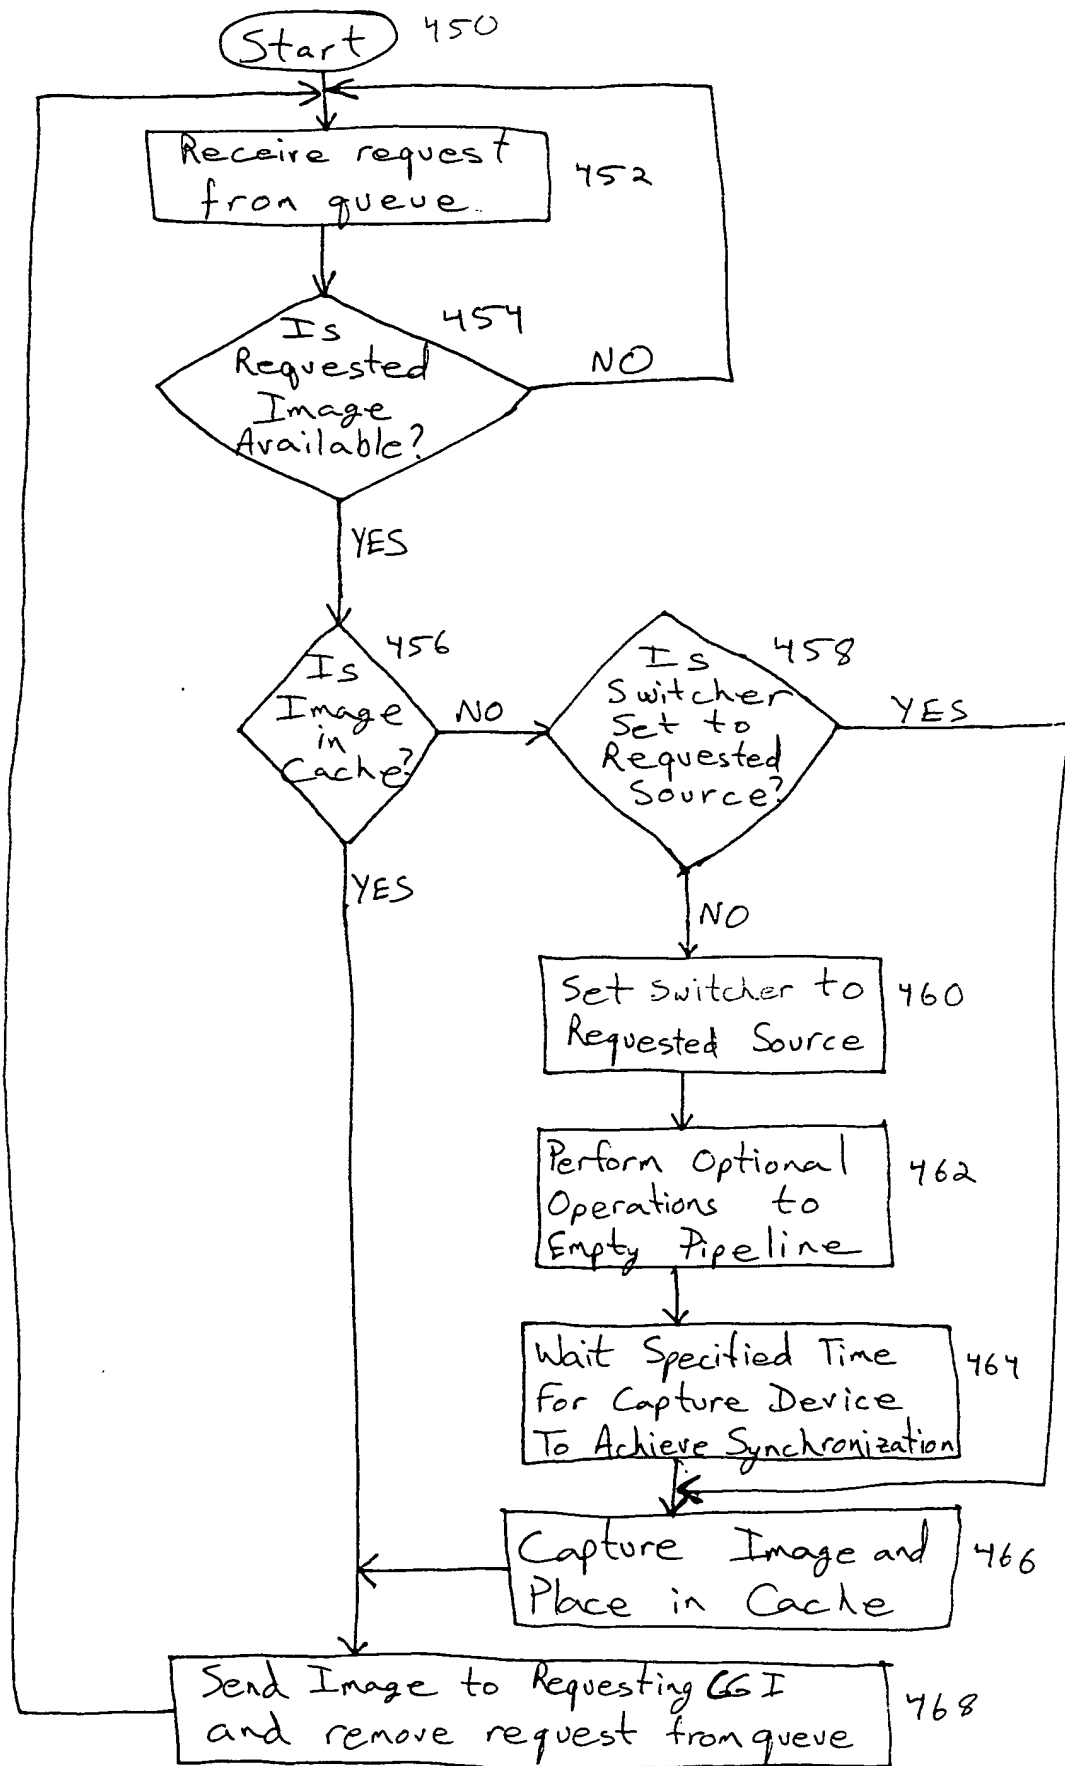 Start
450
Receive request
from queue.
452
454
Is
Requested
Image
Available?
NO
YES
456
Is
Image
in
Cache?
NO
458
Is
Switcher
Set to
Requested
Source?
YES
YES
NO
Set Switcher to
Requested Source
460
Perform Optional
Operations to
Empty Pipeline
462
Wait Specified Time
For Capture Device
To Achieve Synchronization
464
Capture Image and
Place in Cache
466
Send Image to Requesting CGI
and remove request from queue
468